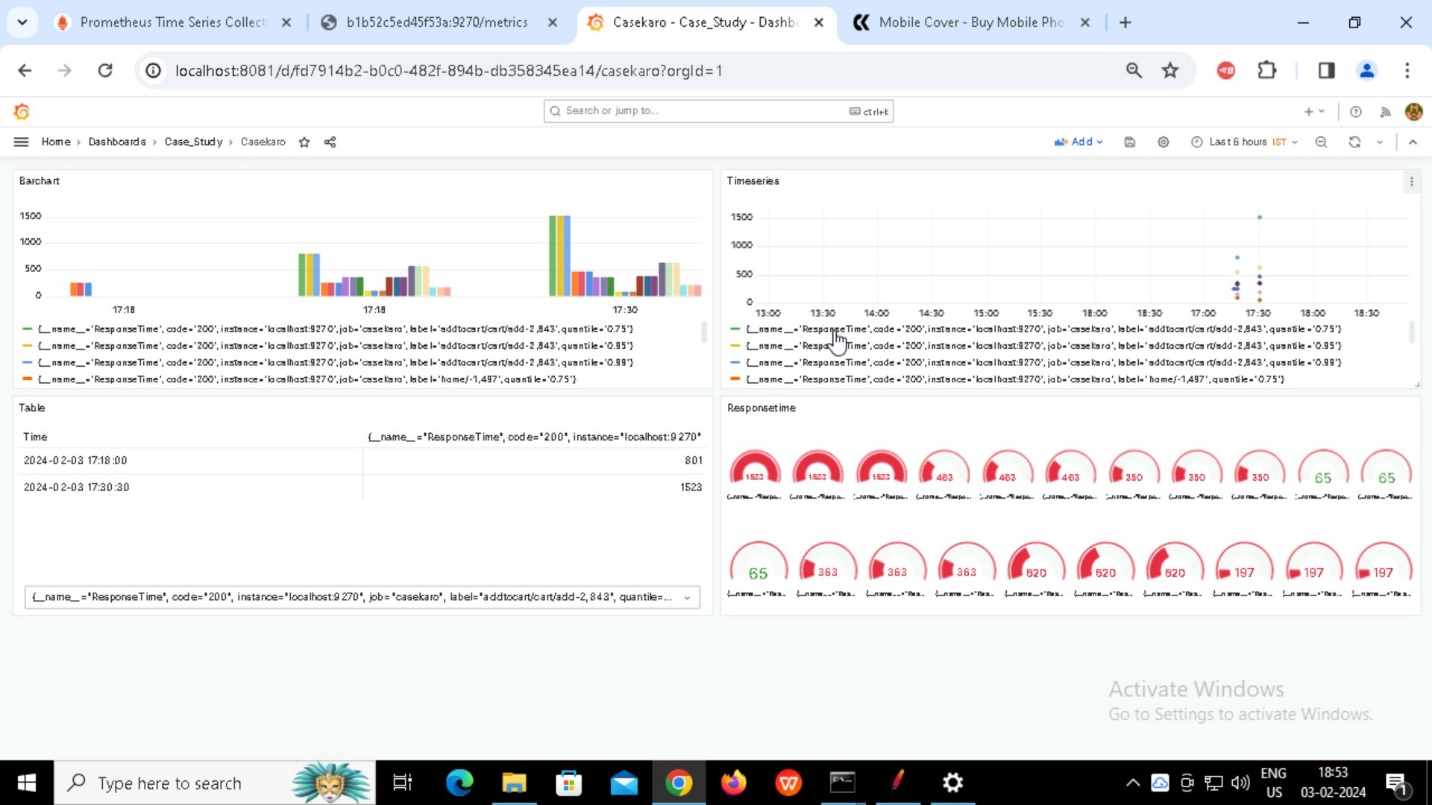 Prometheus Time Series Collect
b1b52c5ed45f53a:9270/metrics
Casekaro - Case_Study - Dashb
Mobile Cover - Buy Mobile Pho
localhost:8081/d/fd7914b2-b0c0-482f-894b-db358345ea14/casekaro?orgId=1
Search or jump to...
ctrl+k
Home › Dashboards › Case_Study › Casekaro
Add
Last 6 hours IST
Barchart
1500
1000
500
0
17:18 17:18 17:30
{__name__='ResponseTime', code='200', instance='localhost:9270', job='casekaro', label='addtocart/cart/add-2,843', quantile='0.75'}
{__name__='ResponseTime', code='200', instance='localhost:9270', job='casekaro', label='addtocart/cart/add-2,843', quantile='0.95'}
{__name__='ResponseTime', code='200', instance='localhost:9270', job='casekaro', label='addtocart/cart/add-2,843', quantile='0.99'}
{__name__='ResponseTime', code='200', instance='localhost:9270', job='casekaro', label='home/-1,497', quantile='0.75'}
Timeseries
1500
1000
500
0
13:00 13:30 14:00 14:30 15:00 15:30 16:00 16:30 17:00 17:30 18:00 18:30
{__name__='ResponseTime', code='200', instance='localhost:9270', job='casekaro', label='addtocart/cart/add-2,843', quantile='0.75'}
{__name__='ResponseTime', code='200', instance='localhost:9270', job='casekaro', label='addtocart/cart/add-2,843', quantile='0.95'}
{__name__='ResponseTime', code='200', instance='localhost:9270', job='casekaro', label='addtocart/cart/add-2,843', quantile='0.99'}
{__name__='ResponseTime', code='200', instance='localhost:9270', job='casekaro', label='home/-1,497', quantile='0.75'}
Table
Time {__name__="ResponseTime", code="200", instance="localhost:9270"
2024-02-03 17:18:00 801
2024-02-03 17:30:30 1523
{__name__="ResponseTime", code="200", instance="localhost:9270", job="casekaro", label="addtocart/cart/add-2,843", quantile=...
Responsetime
1523 1523 1523 463 463 463 350 350 350 65 65
65 363 363 363 620 620 620 197 197 197
Activate Windows
Go to Settings to activate Windows.
Type here to search
ENG
US
18:53
03-02-2024
1